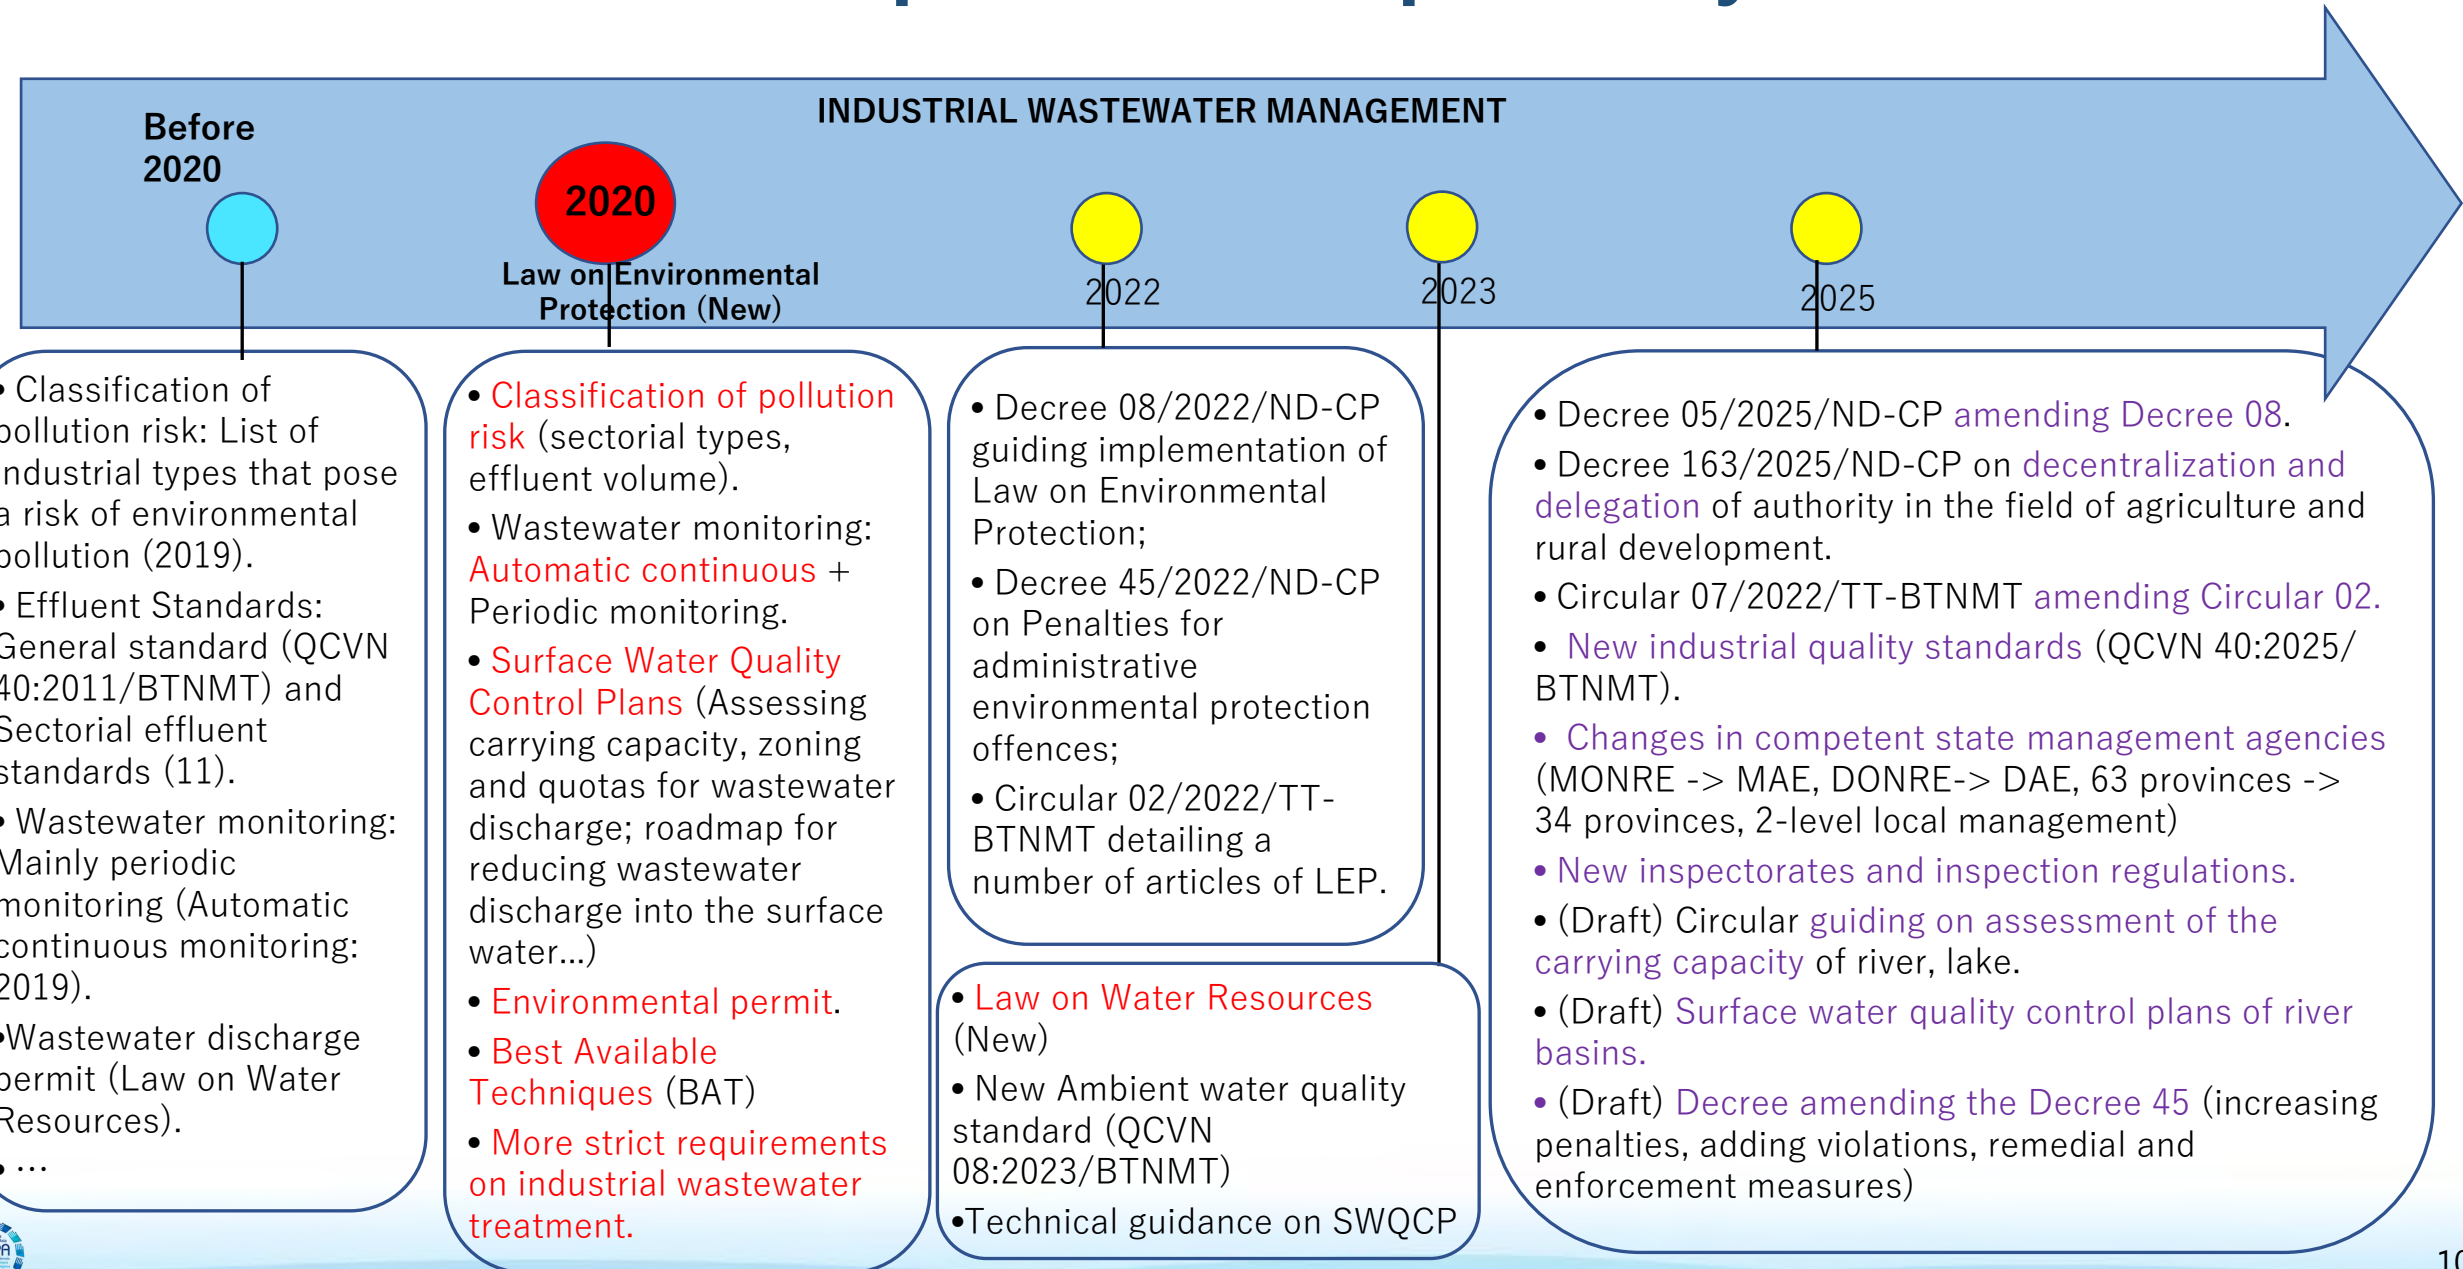 INDUSTRIAL WASTEWATER MANAGEMENT
Before
2020
2020
Law on Environmental
Protection (New)
2022
2023
2025
• Classification of
pollution risk: List of
industrial types that pose
a risk of environmental
pollution (2019).
• Effluent Standards:
General standard (QCVN
40:2011/BTNMT) and
Sectorial effluent
standards (11).
• Wastewater monitoring:
Mainly periodic
monitoring (Automatic
continuous monitoring:
2019).
•Wastewater discharge
permit (Law on Water
Resources).
• ...
• Classification of pollution
risk (sectorial types,
effluent volume).
• Wastewater monitoring:
Automatic continuous +
Periodic monitoring.
• Surface Water Quality
Control Plans (Assessing
carrying capacity, zoning
and quotas for wastewater
discharge; roadmap for
reducing wastewater
discharge into the surface
water...)
• Environmental permit.
• Best Available
Techniques (BAT)
• More strict requirements
on industrial wastewater
treatment.
• Decree 08/2022/ND-CP
guiding implementation of
Law on Environmental
Protection;
• Decree 45/2022/ND-CP
on Penalties for
administrative
environmental protection
offences;
• Circular 02/2022/TT-
BTNMT detailing a
number of articles of LEP.
• Law on Water Resources
(New)
• New Ambient water quality
standard (QCVN
08:2023/BTNMT)
•Technical guidance on SWQCP
• Decree 05/2025/ND-CP amending Decree 08.
• Decree 163/2025/ND-CP on decentralization and
delegation of authority in the field of agriculture and
rural development.
• Circular 07/2022/TT-BTNMT amending Circular 02.
• New industrial quality standards (QCVN 40:2025/
BTNMT).
• Changes in competent state management agencies
(MONRE -> MAE, DONRE-> DAE, 63 provinces ->
34 provinces, 2-level local management)
• New inspectorates and inspection regulations.
• (Draft) Circular guiding on assessment of the
carrying capacity of river, lake.
• (Draft) Surface water quality control plans of river
basins.
• (Draft) Decree amending the Decree 45 (increasing
penalties, adding violations, remedial and
enforcement measures)